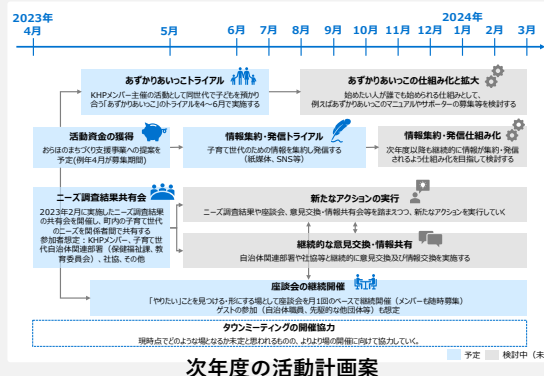 2023年
2024年
4月
5月
6月
7月
8月
9月
10月
11月
12月
1月
2月
3月
あずかりあいっこトライアル
KHPメンバー主催の活動として同世代で子どもを預かり
合う「あずかりあいっこ」のトライアルを4～6月で実施する
あずかりあいっこの仕組み化と拡大
始めたい人が誰でも始められる仕組みとして、
例えばあずかりあいっこのマニュアルやサポーターの募集等を検討する
活動資金の獲得
おらほのまちづくり支援事業への提案を
予定(例年4月が募集期間)
情報集約・発信トライアル
子育て世代のための情報を集約し発信する
(紙媒体、SNS等)
情報集約・発信仕組み化
次年度以降も継続的に情報が集約・発信
されるよう仕組み化を目指して検討する
ニーズ調査結果共有会
2023年2月に実施したニーズ調査結果
の共有会を開催し、町内の子育て世代
のニーズを関係者間で共有する
参加者想定：KHPメンバー、子育て世
代自治体関連部署（保健福祉課、教
育委員会）、社協、その他
新たなアクションの実行
ニーズ調査結果や座談会、意見交換・情報共有会等を踏まえつつ、新たなアクションを実行していく
継続的な意見交換・情報共有
自治体関連部署や社協等と継続的に意見交換及び情報交換を実施する
座談会の継続開催
「やりたい」ことを見つける・形にする場として座談会を月1回のペースで継続開催（メンバーも随時募集）
ゲストの参加（自治体職員、先駆的な他団体等）も想定
タウンミーティングの開催協力
現時点でどのような場となるか未定と思われるものの、よりより場の開催に向けて協力していく。
予定
検討中（未
次年度の活動計画案